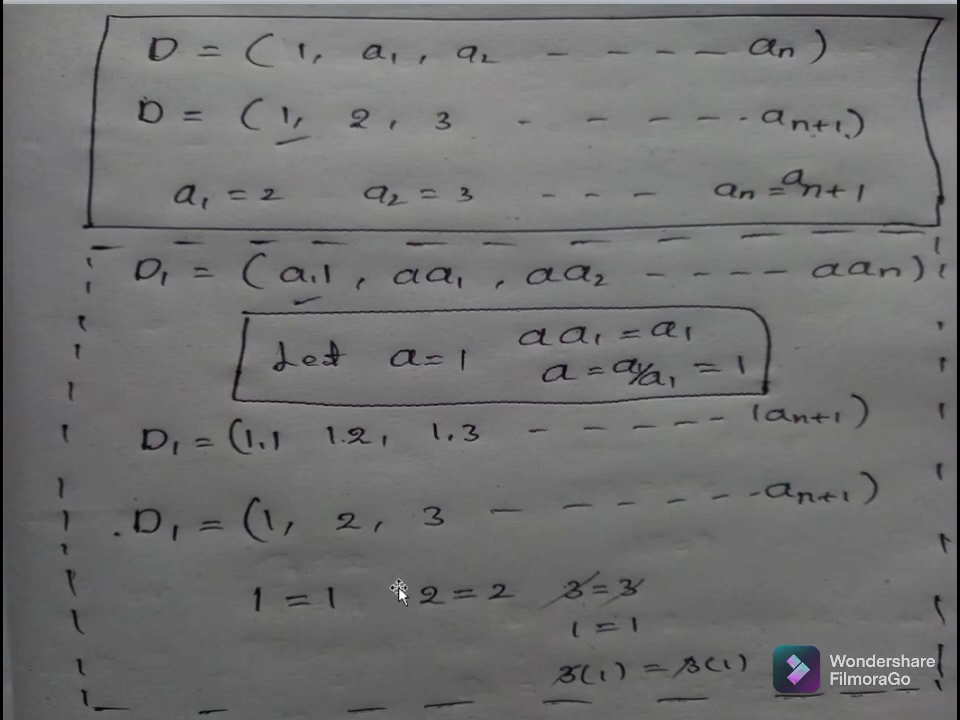 D = (1, a₁, a₂ - - - - aₙ)
D = (1, 2, 3 - - - - - aₙ₊₁)
a₁ = 2 a₂ = 3 - - - aₙ = aₙ₊₁
D₁ = (a.1, aa₁, aa₂ - - - - aaₙ)
Let a = 1 aa₁ = a₁
a = a₁/a₁ = 1
D₁ = (1.1 1.2, 1.3 - - - - - - 1aₙ₊₁)
D₁ = (1, 2, 3 - - - - - - aₙ₊₁)
1 = 1 2 = 2 3 = 3
1 = 1
3(1) = 3(1)
Wondershare
FilmoraGo